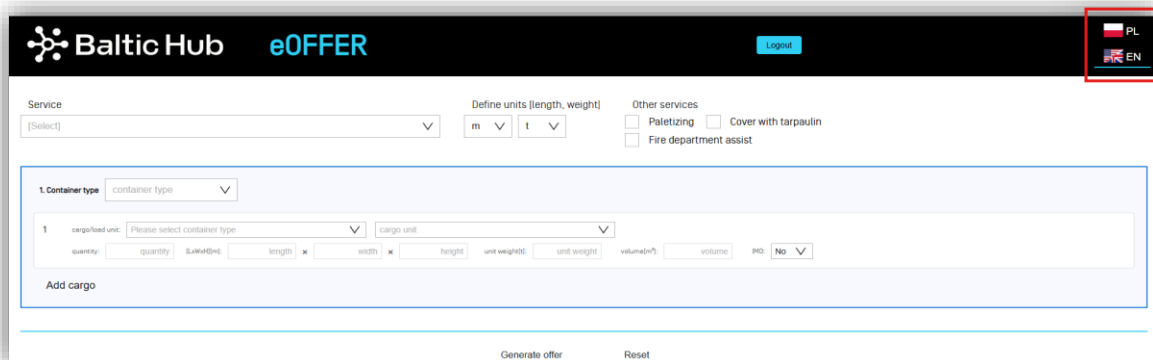 Baltic Hub eOFFER Logout PL
EN
Service Define units [length, weight] Other services
[Select] m t Paletizing Cover with tarpaulin
Fire department assist
1. Container type container type
1 cargo/load unit: Please select container type cargo unit
quantity: quantity [LxWxH][m]: length x width x height unit weight[t]: unit weight volume[m³]: volume IMO: No
Add cargo
Generate offer Reset